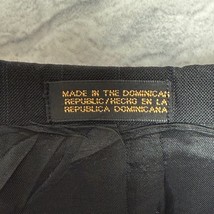 MADE IN THE DOMINICAN
REPUBLIC/HECHO EN LA
REPUBLICA DOMINICANA